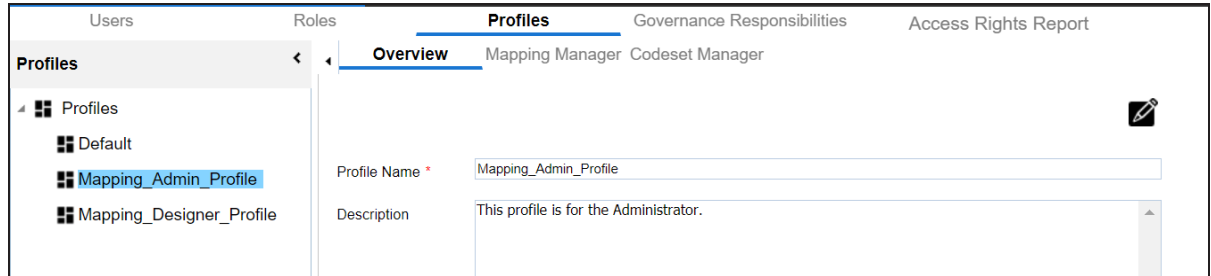 Users Roles Profiles Governance Responsibilities Access Rights Report
Profiles Overview Mapping Manager Codeset Manager
Profiles
Default
Mapping_Admin_Profile
Mapping_Designer_Profile
Profile Name * Mapping_Admin_Profile
Description This profile is for the Administrator.